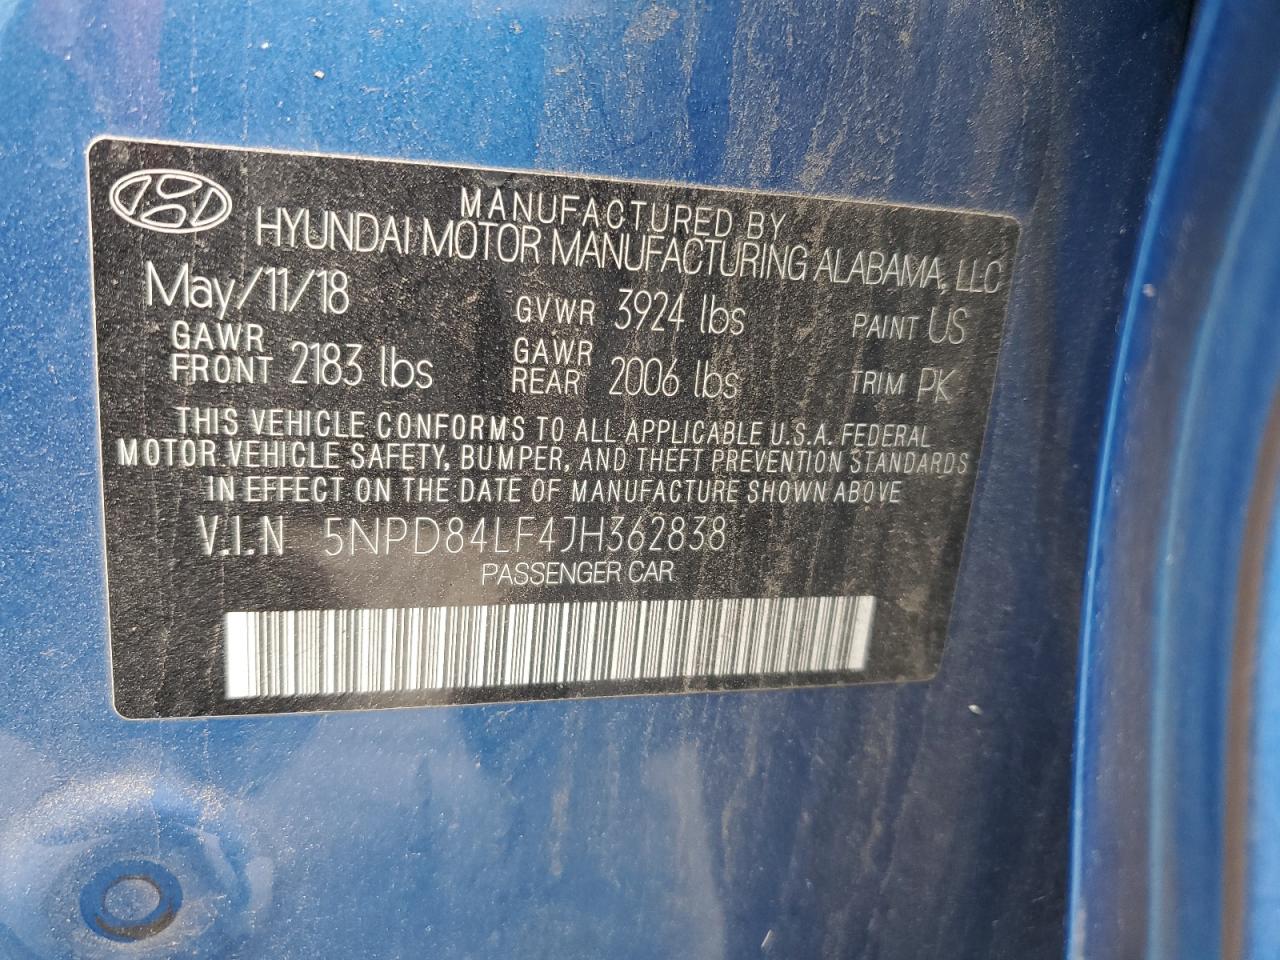 MANUFACTURED BY
HYUNDAI MOTOR MANUFACTURING ALABAMA, LLC
May/11/18 GVWR 3924 lbs PAINT US
GAWR FRONT 2183 lbs GAWR REAR 2006 lbs TRIM PK
THIS VEHICLE CONFORMS TO ALL APPLICABLE U.S.A. FEDERAL
MOTOR VEHICLE SAFETY, BUMPER, AND THEFT PREVENTION STANDARDS
IN EFFECT ON THE DATE OF MANUFACTURE SHOWN ABOVE
V.I.N 5NPD84LF4JH362838
PASSENGER CAR